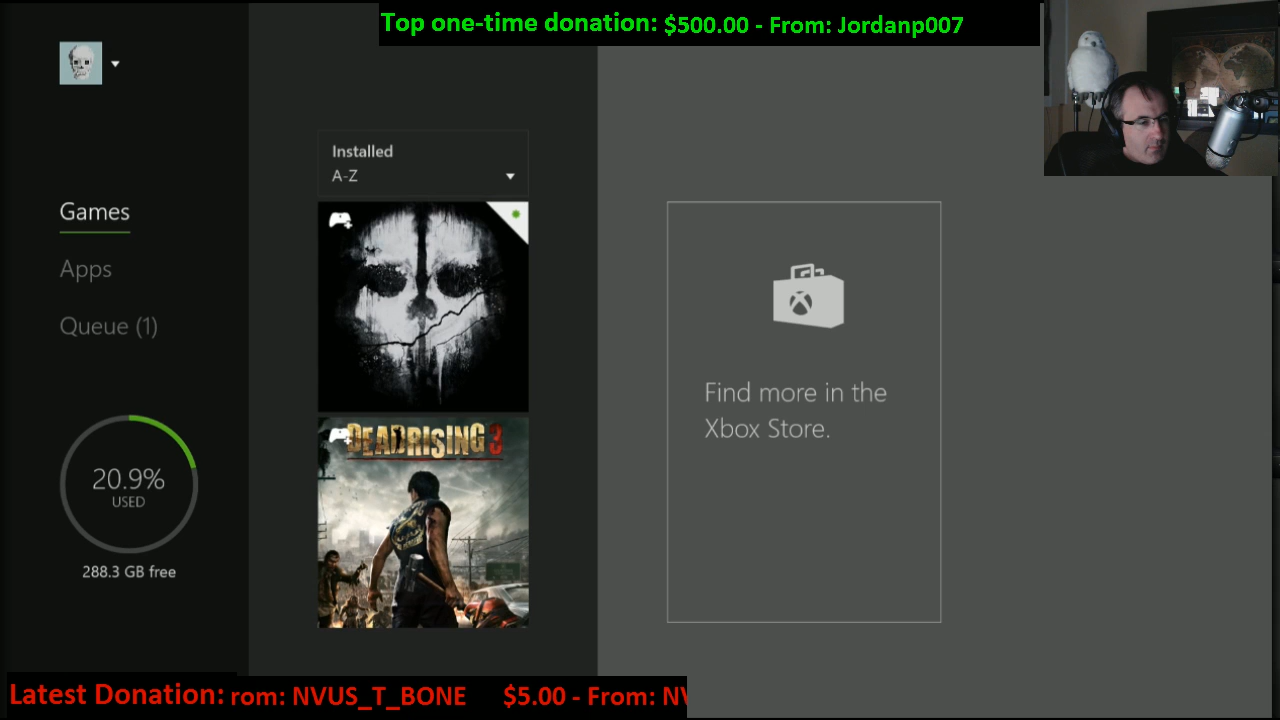 Top one-time donation: $500.00 - From: Jordanp007
Installed
A-Z
Games
Apps
Queue (1)
20.9%
USED
288.3 GB free
DEADRISING 3
Find more in the
Xbox Store.
Latest Donation: rom: NVUS_T_BONE $5.00 - From: NV